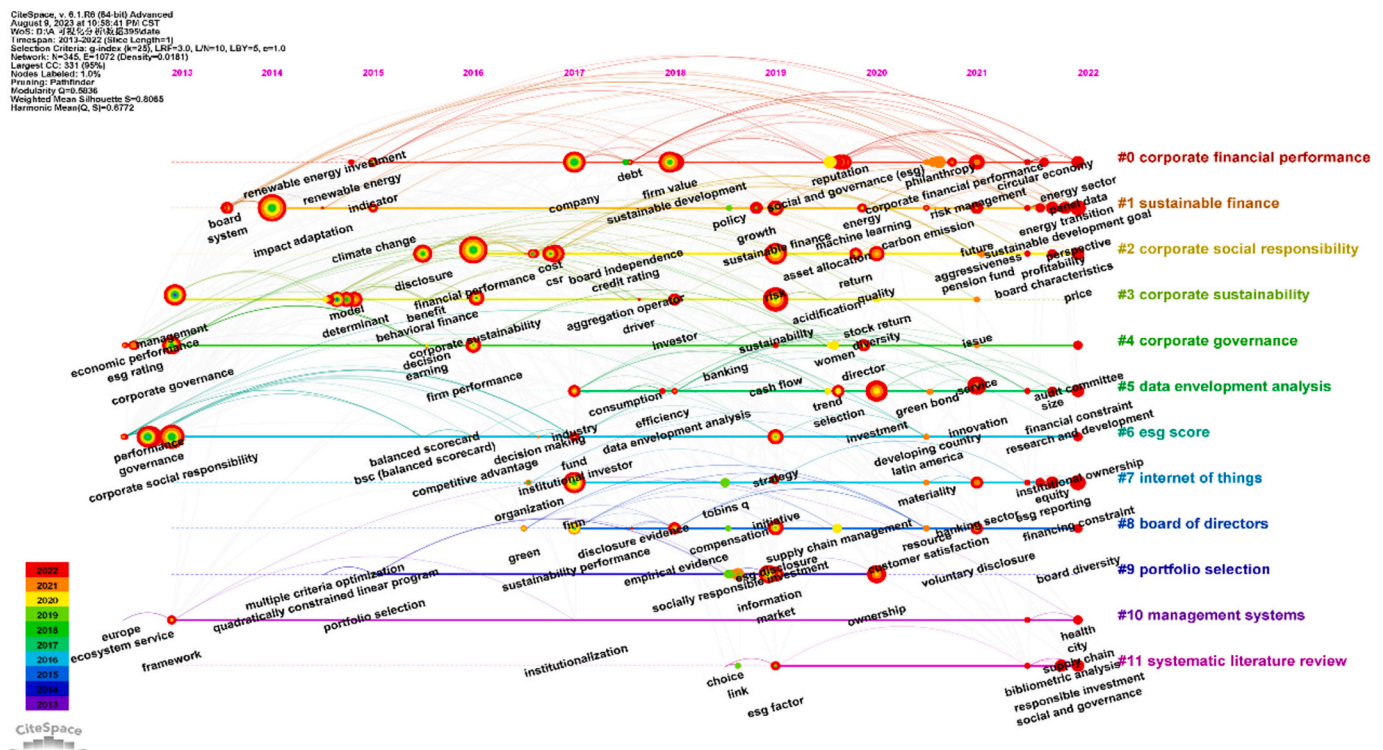 CiteSpace, v. 6.1.R6 (64-bit) Advanced
August 9, 2023 at 10:58:41 PM CST
WoS: D:\A 可视化分析\数据395\date
Timespan: 2013-2022 (Slice Length=1)
Selection Criteria: g-index (k=25), LRF=3.0, L/N=10, LBY=5, e=1.0
Network: N=345, E=1072 (Density=0.0181)
Largest CC: 331 (95%)
Nodes Labeled: 1.0%
Pruning: Pathfinder
Modularity Q=0.5836
Weighted Mean Silhouette S=0.8065
Harmonic Mean(Q, S)=0.6772
2013 2014 2015 2016 2017 2018 2019 2020 2021 2022
#0 corporate financial performance
renewable energy investment
renewable energy
indicator
debt
firm value
sustainable development
reputation
social and governance (esg)
philanthropy
corporate financial performance
circular economy
#1 sustainable finance
board
system
impact adaptation
climate change
company
policy
growth
sustainable finance
energy
machine learning
carbon emission
risk management
energy sector
panel data
energy transition
sustainable development goal
#2 corporate social responsibility
disclosure
financial performance
benefit
behavioral finance
cost
csr
board independence
credit rating
asset allocation
return
future
aggressiveness
pension fund
perspective
profitability
board characteristics
#3 corporate sustainability
model
determinant
corporate sustainability
aggregation operator
driver
risk
acidification
quality
stock return
price
#4 corporate governance
management
economic performance
esg rating
corporate governance
decision
earning
firm performance
investor
banking
sustainability
women
diversity
director
issue
#5 data envelopment analysis
consumption
efficiency
data envelopment analysis
cash flow
trend
selection
green bond
service
audit committee
size
#6 esg score
performance
governance
corporate social responsibility
balanced scorecard
bsc (balanced scorecard)
competitive advantage
industry
decision making
fund
institutional investor
investment
developing country
latin america
innovation
financial constraint
research and development
#7 internet of things
organization
firm
strategy
tobins q
materiality
institutional ownership
equity
esg reporting
#8 board of directors
green
disclosure evidence
sustainability performance
compensation
initiative
supply chain management
resource
banking sector
customer satisfaction
financing constraint
#9 portfolio selection
multiple criteria optimization
quadratically constrained linear program
portfolio selection
empirical evidence
esg disclosure
socially responsible investment
information
market
ownership
voluntary disclosure
board diversity
#10 management systems
europe
ecosystem service
framework
institutionalization
health
city
#11 systematic literature review
choice
link
esg factor
supply chain
bibliometric analysis
responsible investment
social and governance
2022
2021
2020
2019
2018
2017
2016
2015
2014
2013
CiteSpace